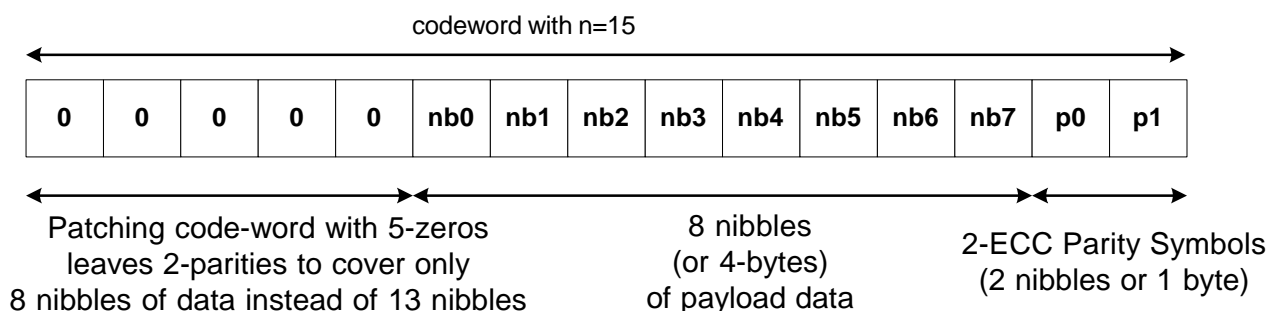 codeword with n=15
0 0 0 0 0 nb0 nb1 nb2 nb3 nb4 nb5 nb6 nb7 p0 p1
Patching code-word with 5-zeros
leaves 2-parities to cover only
8 nibbles of data instead of 13 nibbles
8 nibbles
(or 4-bytes)
of payload data
2-ECC Parity Symbols
(2 nibbles or 1 byte)